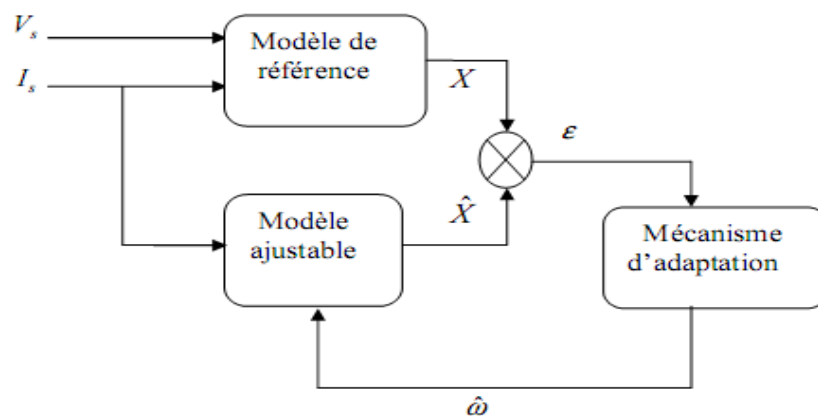 V_s
Modèle de
référence
I_s
X
ε
X̂
Modèle
ajustable
Mécanisme
d'adaptation
ω̂